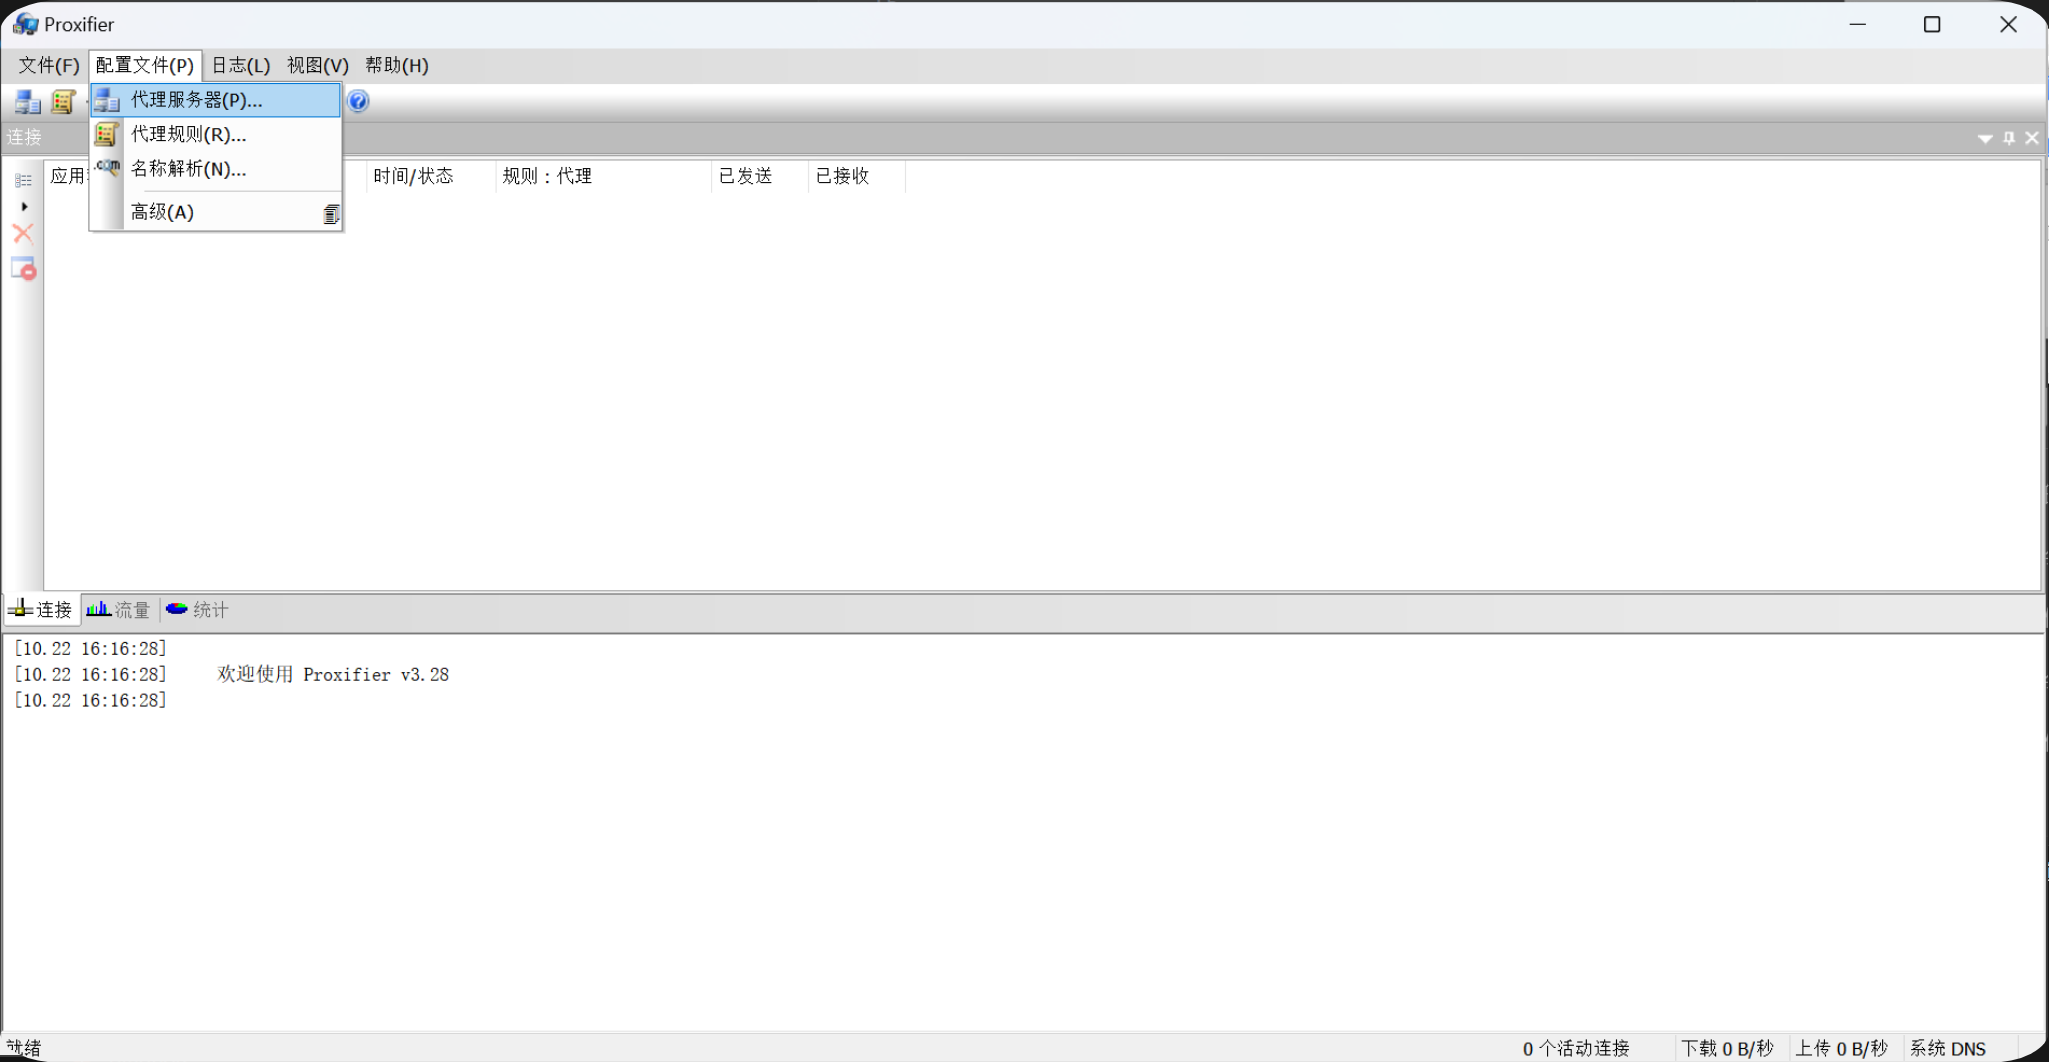 Proxifier
文件(F) 配置文件(P) 日志(L) 视图(V) 帮助(H)
代理服务器(P)...
代理规则(R)...
名称解析(N)...
高级(A)
连接
应用 时间/状态 规则：代理 已发送 已接收
连接 流量 统计
[10.22 16:16:28]
[10.22 16:16:28] 欢迎使用 Proxifier v3.28
[10.22 16:16:28]
就绪 0 个活动连接 下载 0 B/秒 上传 0 B/秒 系统 DNS